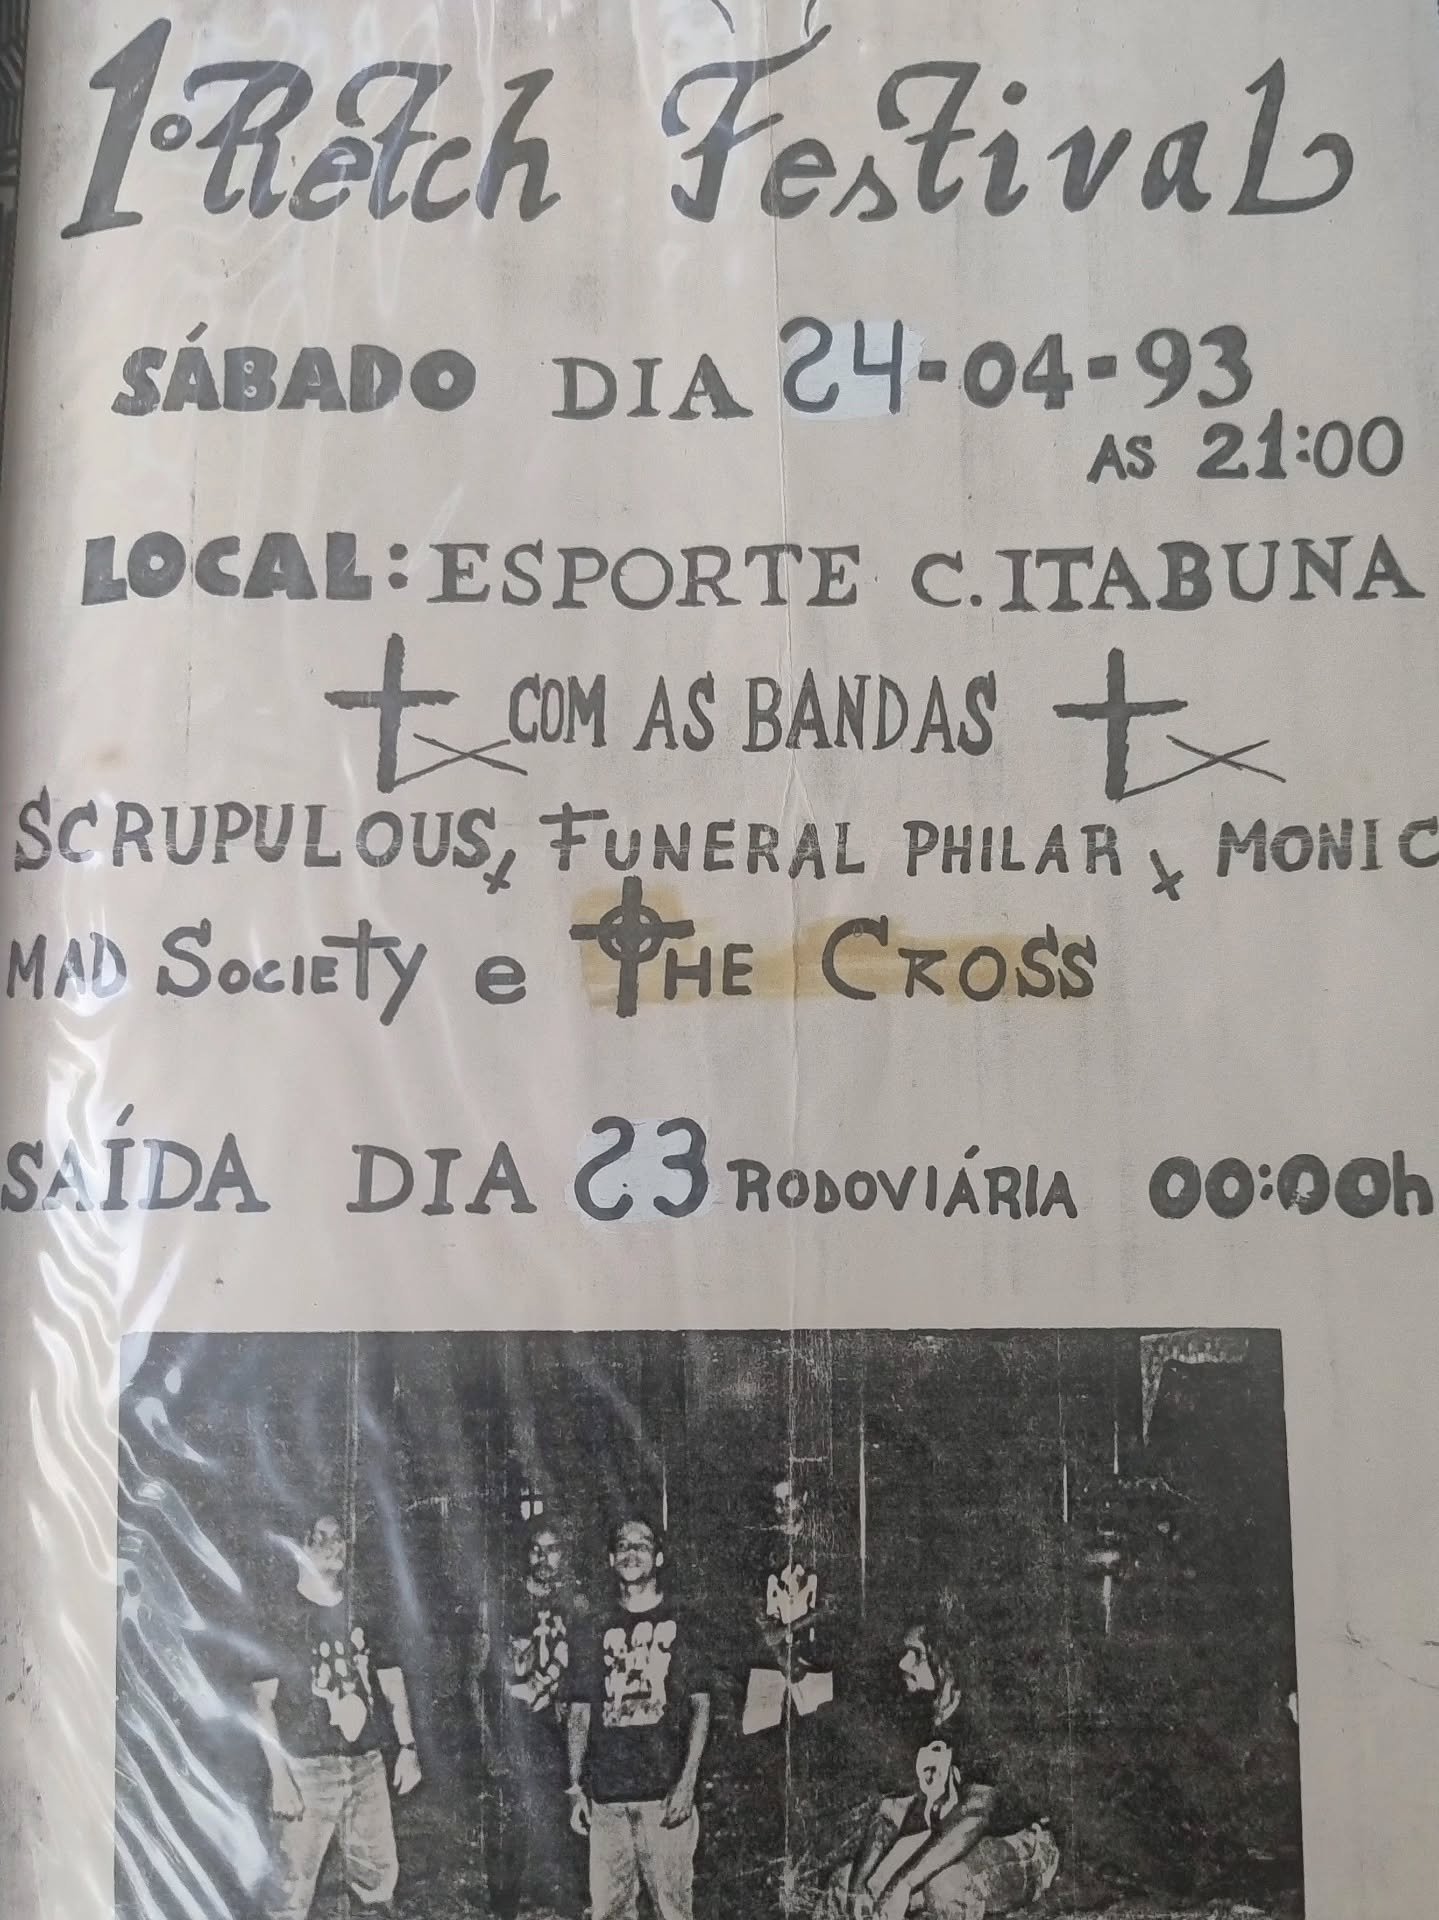 1º Retch Festival
SÁBADO DIA 24-04-93
AS 21:00
LOCAL: ESPORTE C. ITABUNA
COM AS BANDAS
SCRUPULOUS, FUNERAL PHILAR, MONIC
MAD SOCIETY e THE CROSS
SAÍDA DIA 23 RODOVIÁRIA 00:00h